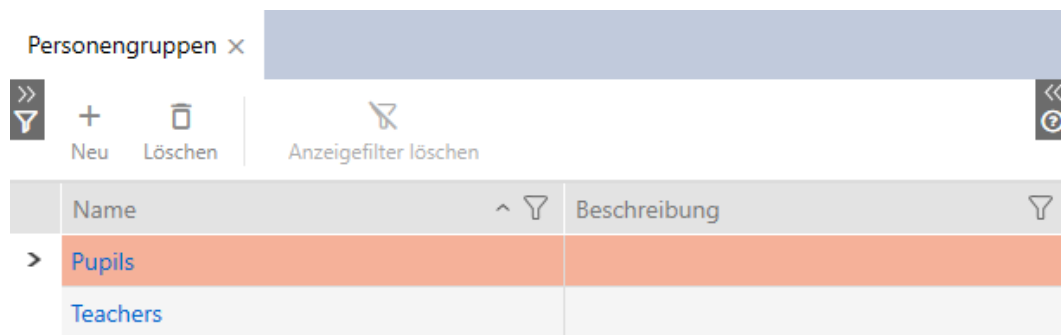 Personengruppen
Neu Löschen Anzeigefilter löschen
Name Beschreibung
Pupils
Teachers